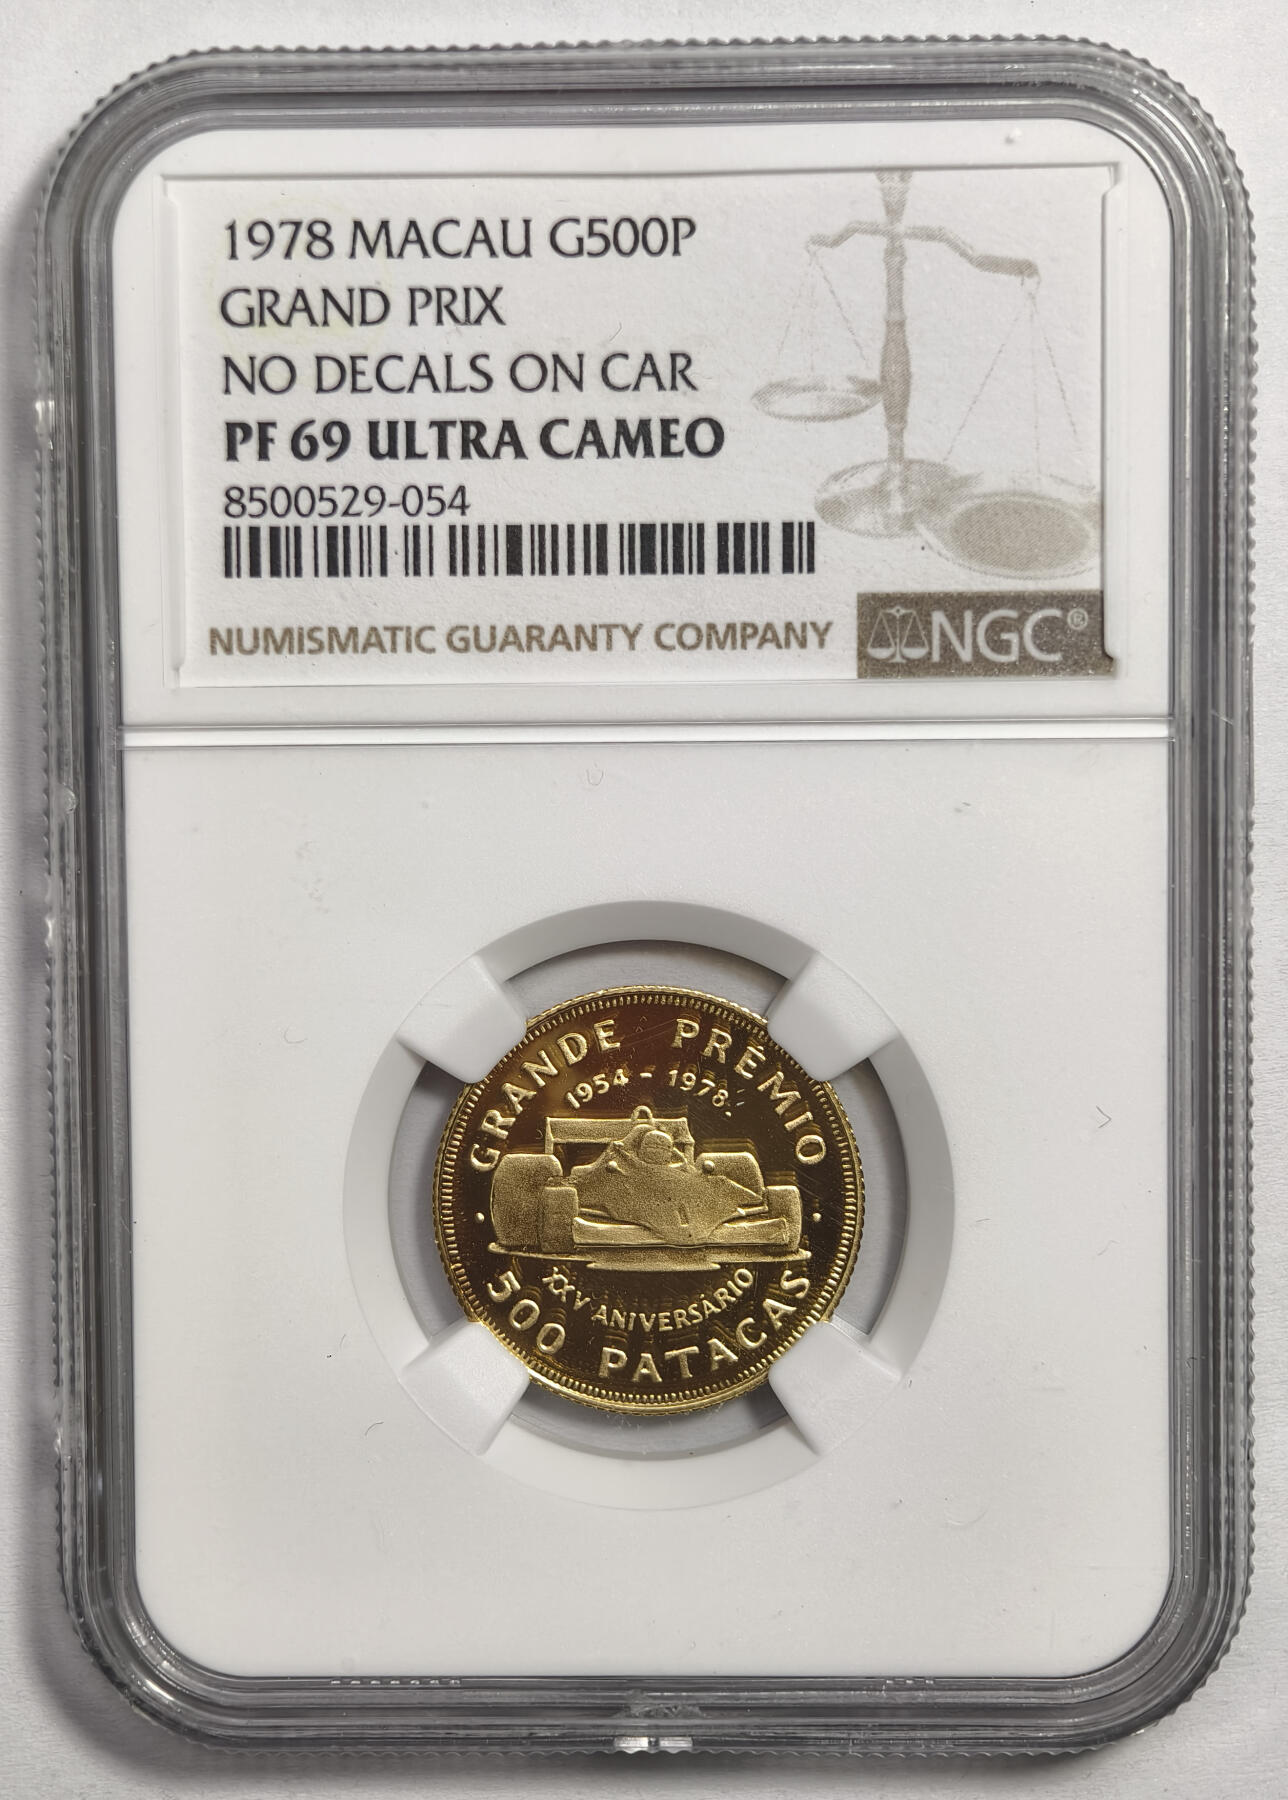 1978 MACAU G500P
GRAND PRIX
NO DECALS ON CAR
PF 69 ULTRA CAMEO
8500529-054
NUMISMATIC GUARANTY COMPANY
NGC®
GRANDE PRÉMIO
1954 - 1978.
XXV ANIVERSÁRIO
500 PATACAS